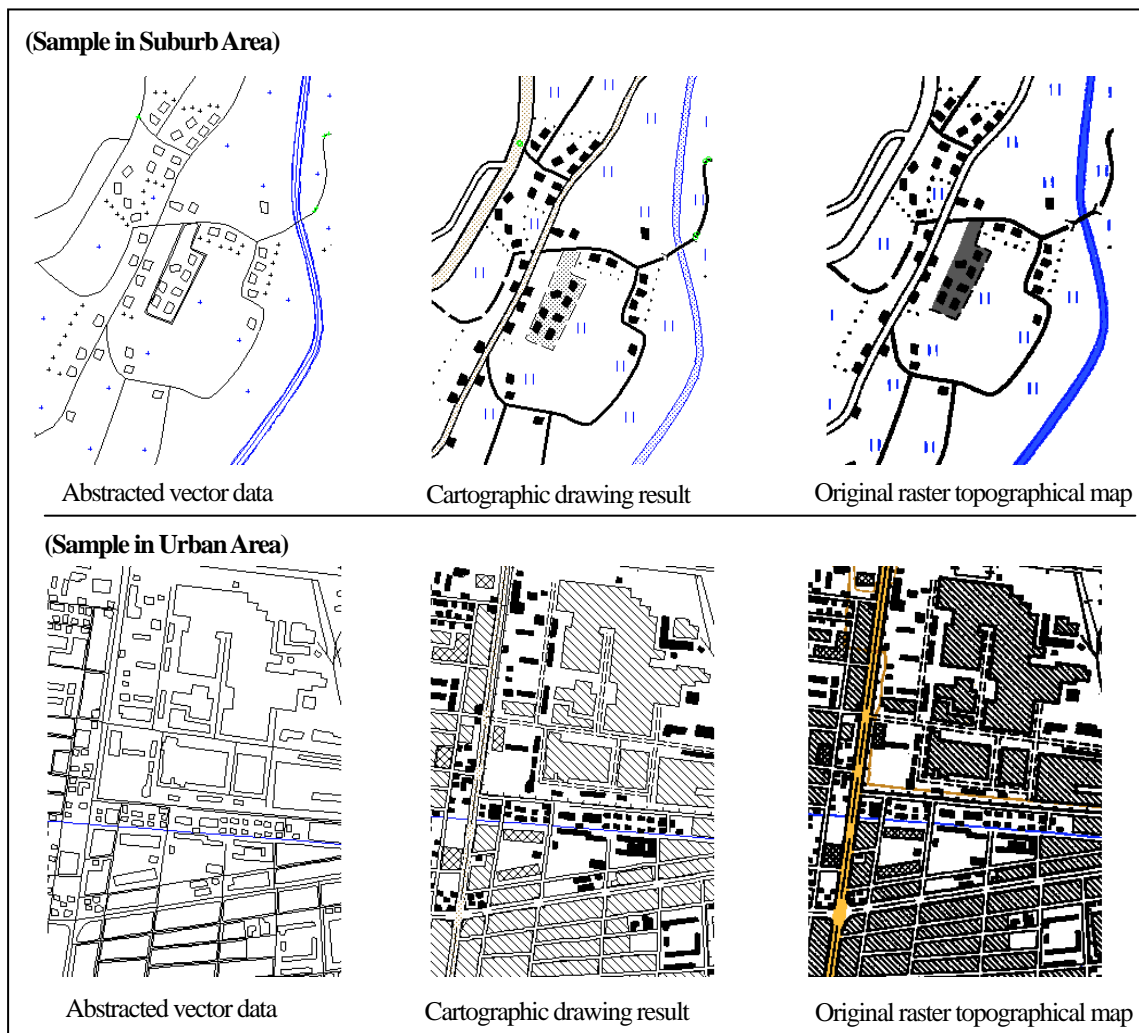 (Sample in Suburb Area)
Abstracted vector data
Cartographic drawing result
Original raster topographical map
(Sample in Urban Area)
Abstracted vector data
Cartographic drawing result
Original raster topographical map